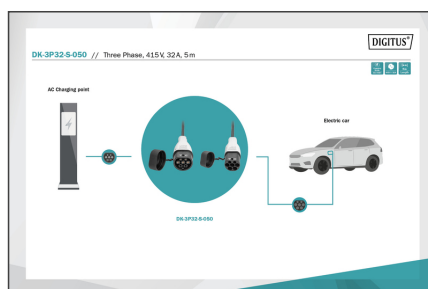 DIGITUS®
DK-3P32-S-050 // Three Phase, 415 V, 32 A, 5 m
AC Charging point
Electric car
DK-3P32-S-050